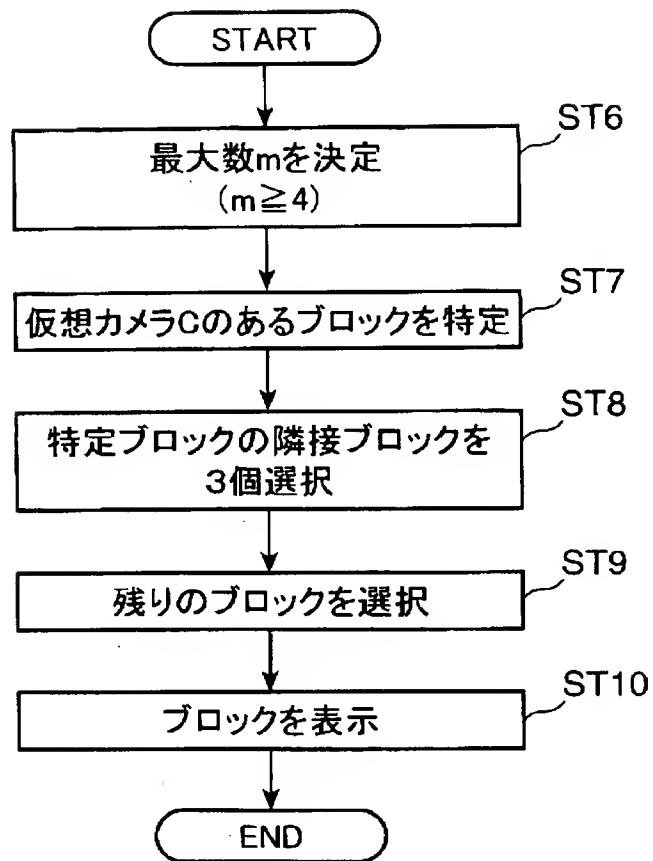 START
ST6
最大数mを決定
(m≧4)
ST7
仮想カメラCのあるブロックを特定
ST8
特定ブロックの隣接ブロックを
3個選択
ST9
残りのブロックを選択
ST10
ブロックを表示
END